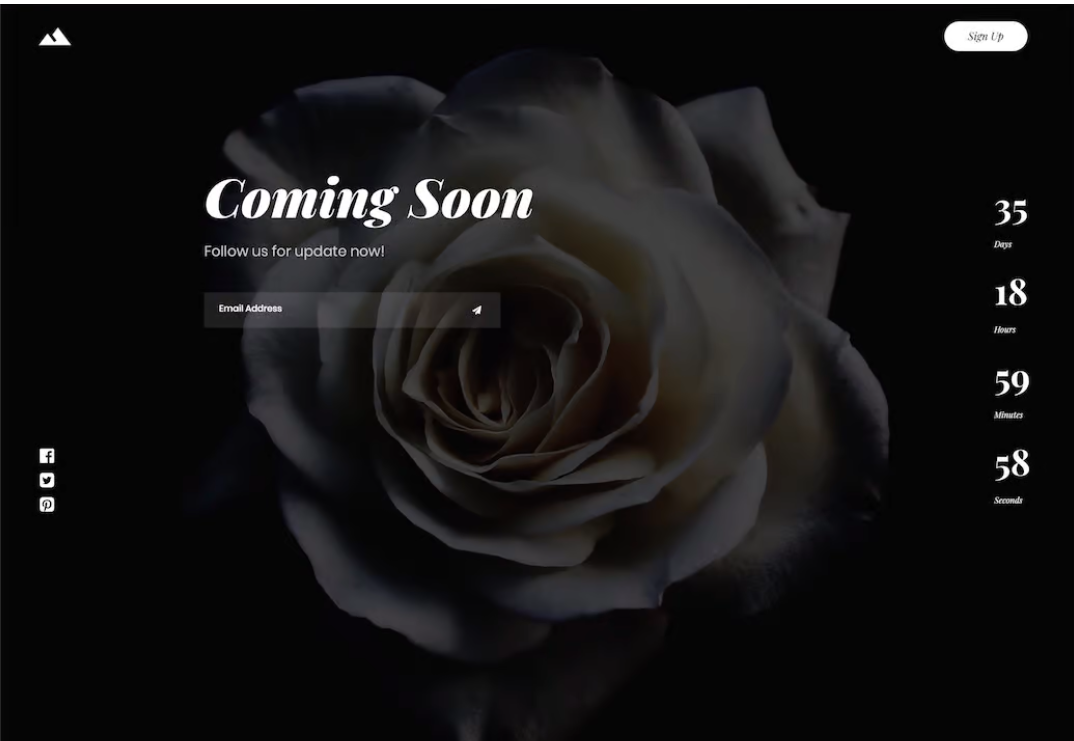 Sign Up
Coming Soon
Follow us for update now!
Email Address
35
Days
18
Hours
59
Minutes
58
Seconds